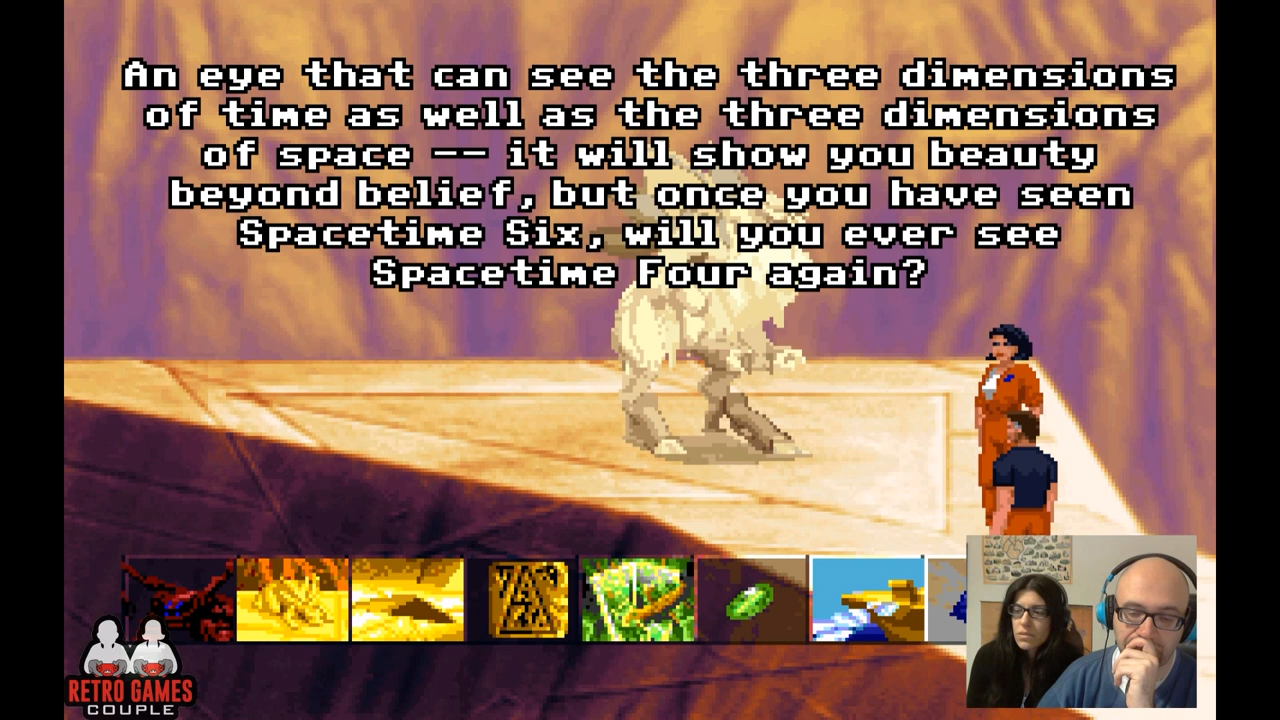 An eye that can see the three dimensions
of time as well as the three dimensions
of space -- it will show you beauty
beyond belief, but once you have seen
Spacetime Six, will you ever see
Spacetime Four again?
RETRO GAMES
COUPLE